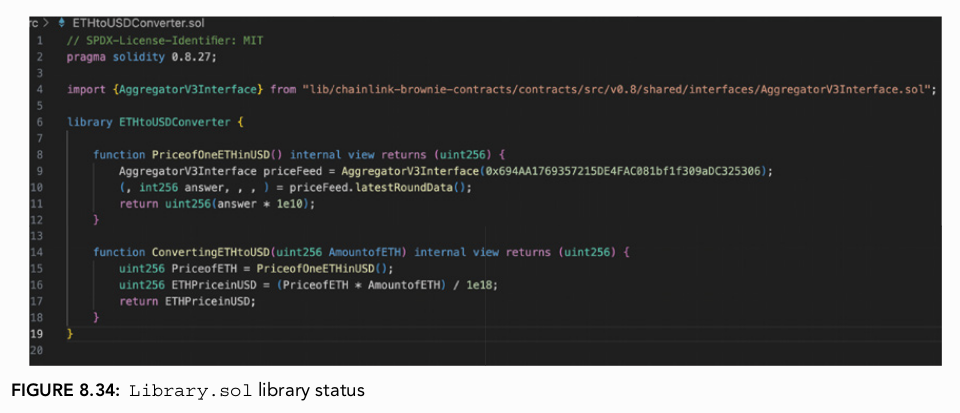 rc > ETHtoUSDConverter.sol
1 // SPDX-License-Identifier: MIT
2 pragma solidity 0.8.27;
3
4 import {AggregatorV3Interface} from "lib/chainlink-brownie-contracts/contracts/src/v0.8/shared/interfaces/AggregatorV3Interface.sol";
5
6 library ETHtoUSDConverter {
7
8     function PriceofOneETHinUSD() internal view returns (uint256) {
9         AggregatorV3Interface priceFeed = AggregatorV3Interface(0x694AA1769357215DE4FAC081bf1f309aDC325306);
10         (, int256 answer, , , ) = priceFeed.latestRoundData();
11         return uint256(answer * 1e10);
12     }
13
14     function ConvertingETHtoUSD(uint256 AmountofETH) internal view returns (uint256) {
15         uint256 PriceofETH = PriceofOneETHinUSD();
16         uint256 ETHPriceinUSD = (PriceofETH * AmountofETH) / 1e18;
17         return ETHPriceinUSD;
18     }
19 }
20
FIGURE 8.34: Library.sol library status